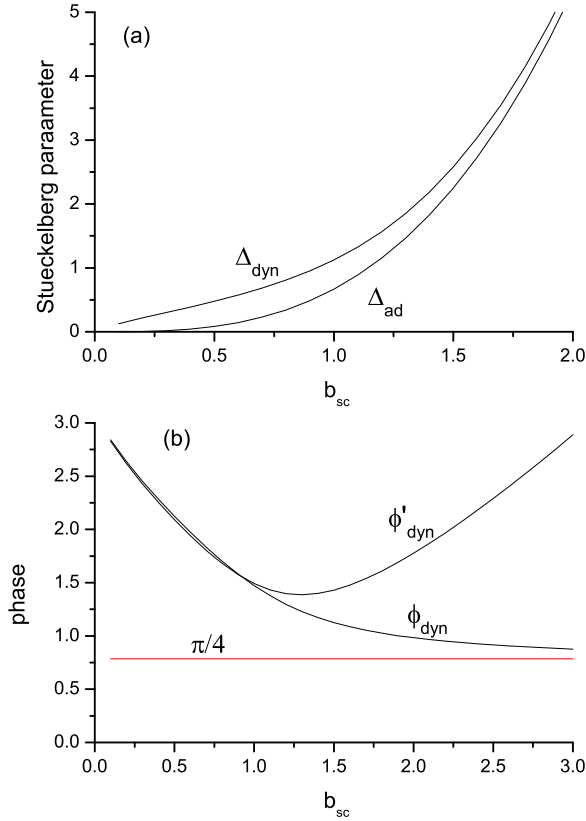 (a)
5
4
3
2
1
0
Stueckelberg paraameter
Δdyn
Δad
0.0 0.5 1.0 1.5 2.0
bsc
(b)
3.0
2.5
2.0
1.5
1.0
0.5
0.0
phase
ϕ'dyn
ϕdyn
π/4
0.0 0.5 1.0 1.5 2.0 2.5 3.0
bsc